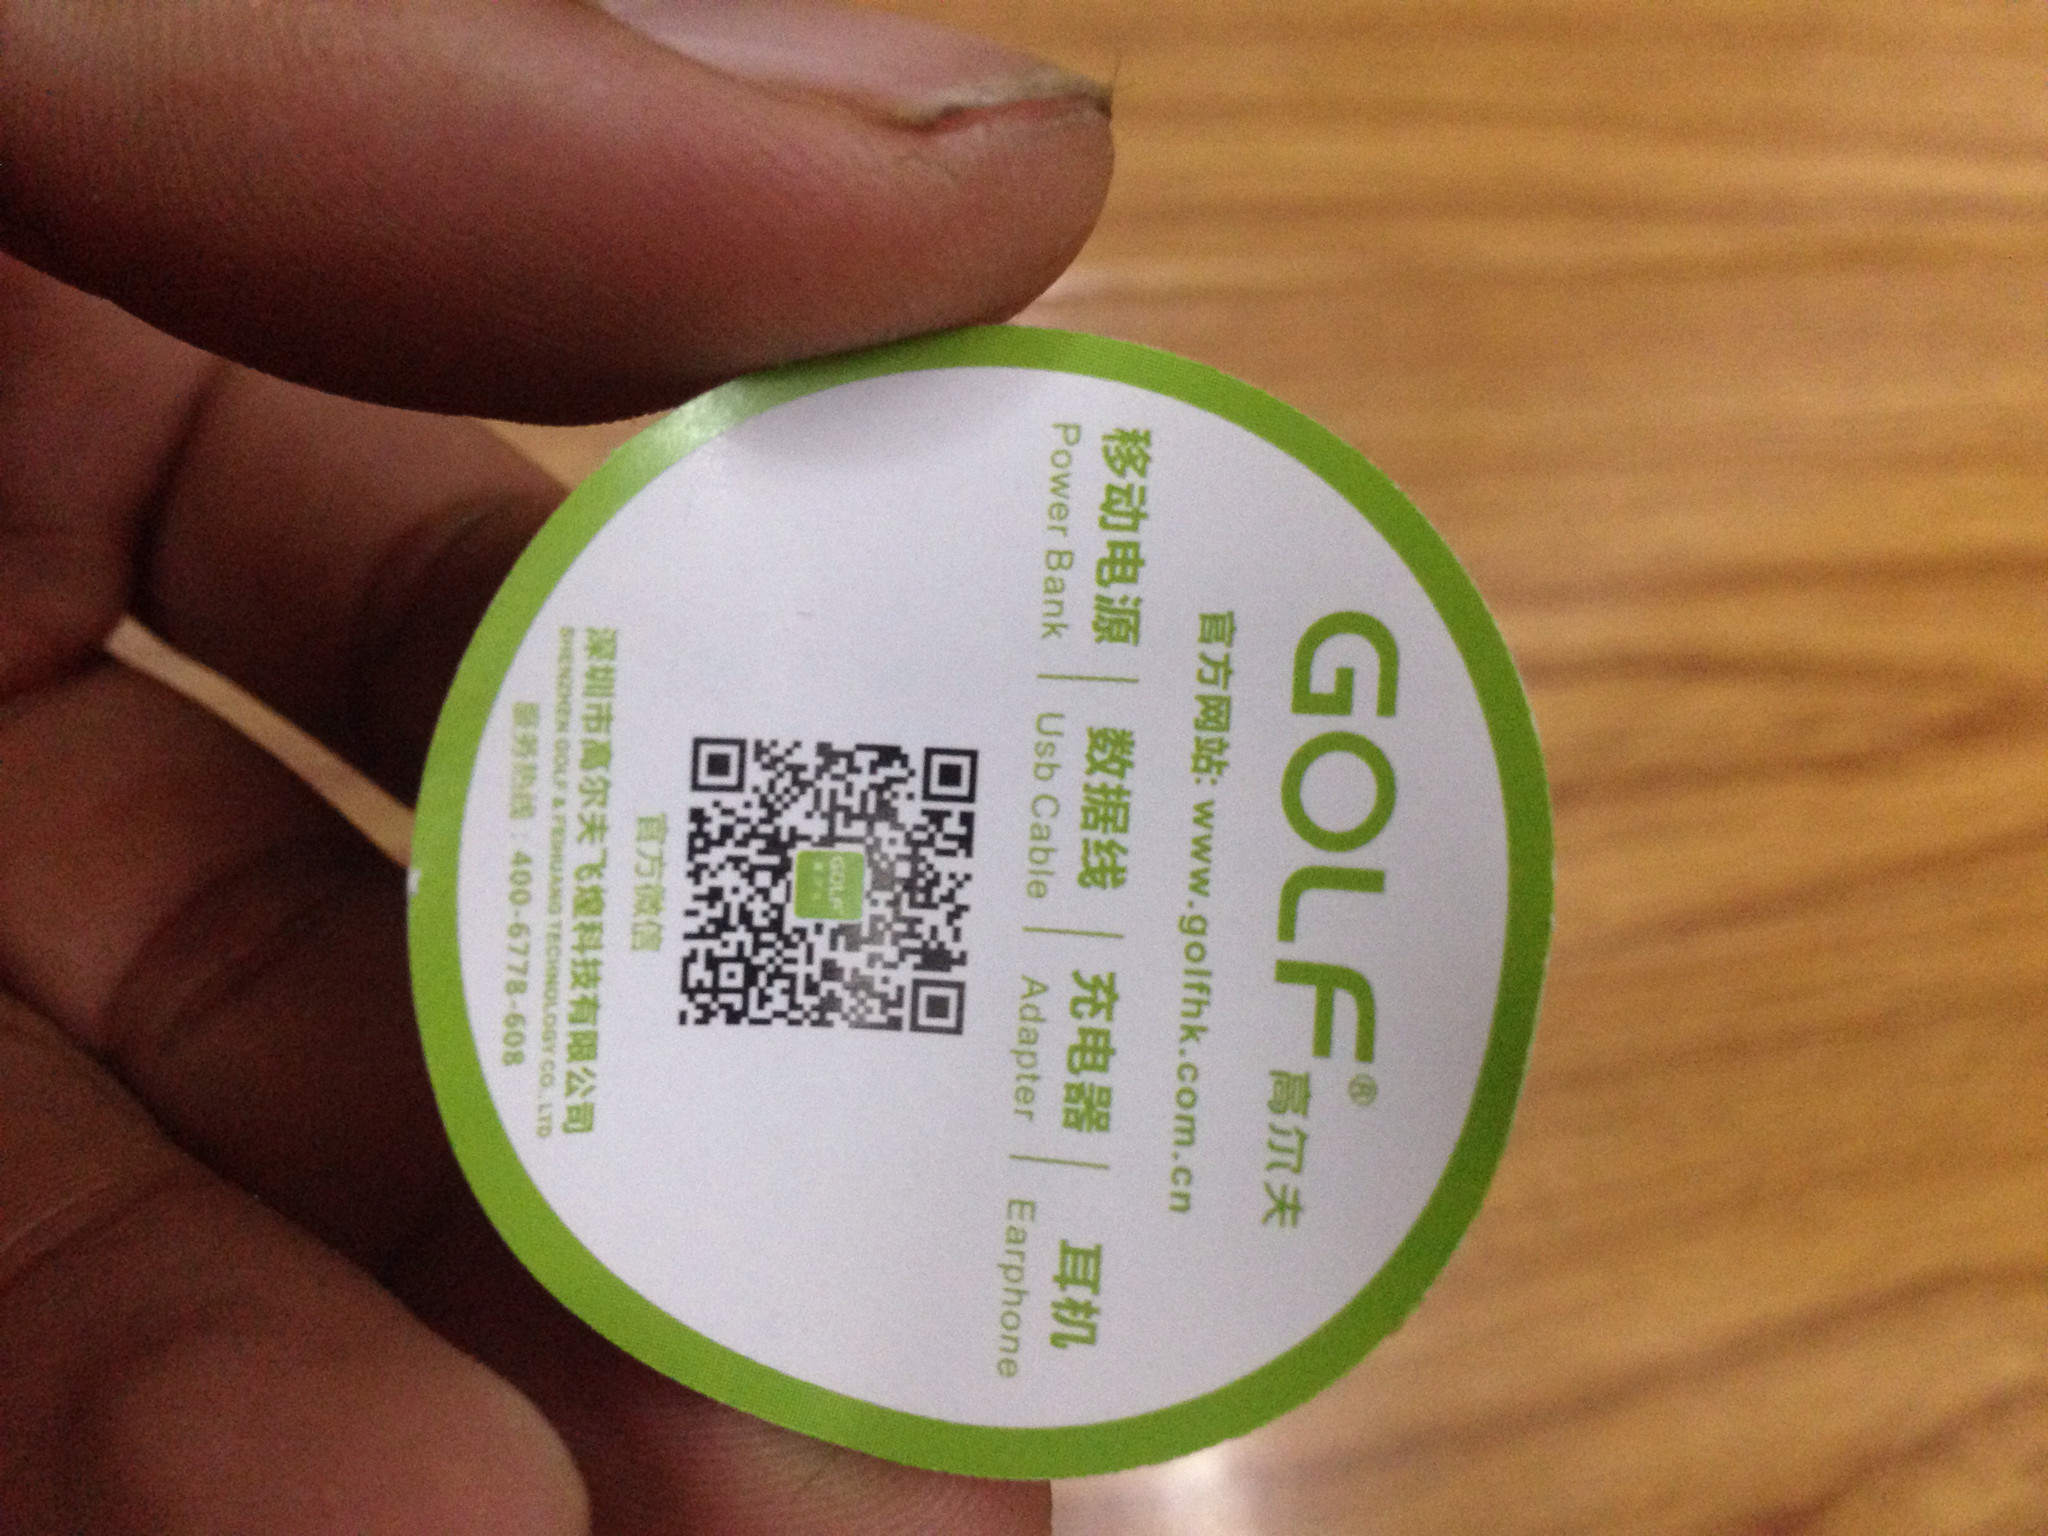 GOLF® 高尔夫
官方网站: www.golfhk.com.cn
移动电源 | 数据线 | 充电器 | 耳机
Power Bank | Usb Cable | Adapter | Earphone
GOLF
官方微信
深圳市高尔夫飞煌科技有限公司
SHENZHEN GOLF & FEIHUANG TECHNOLOGY CO., LTD
服务热线：400-6778-608